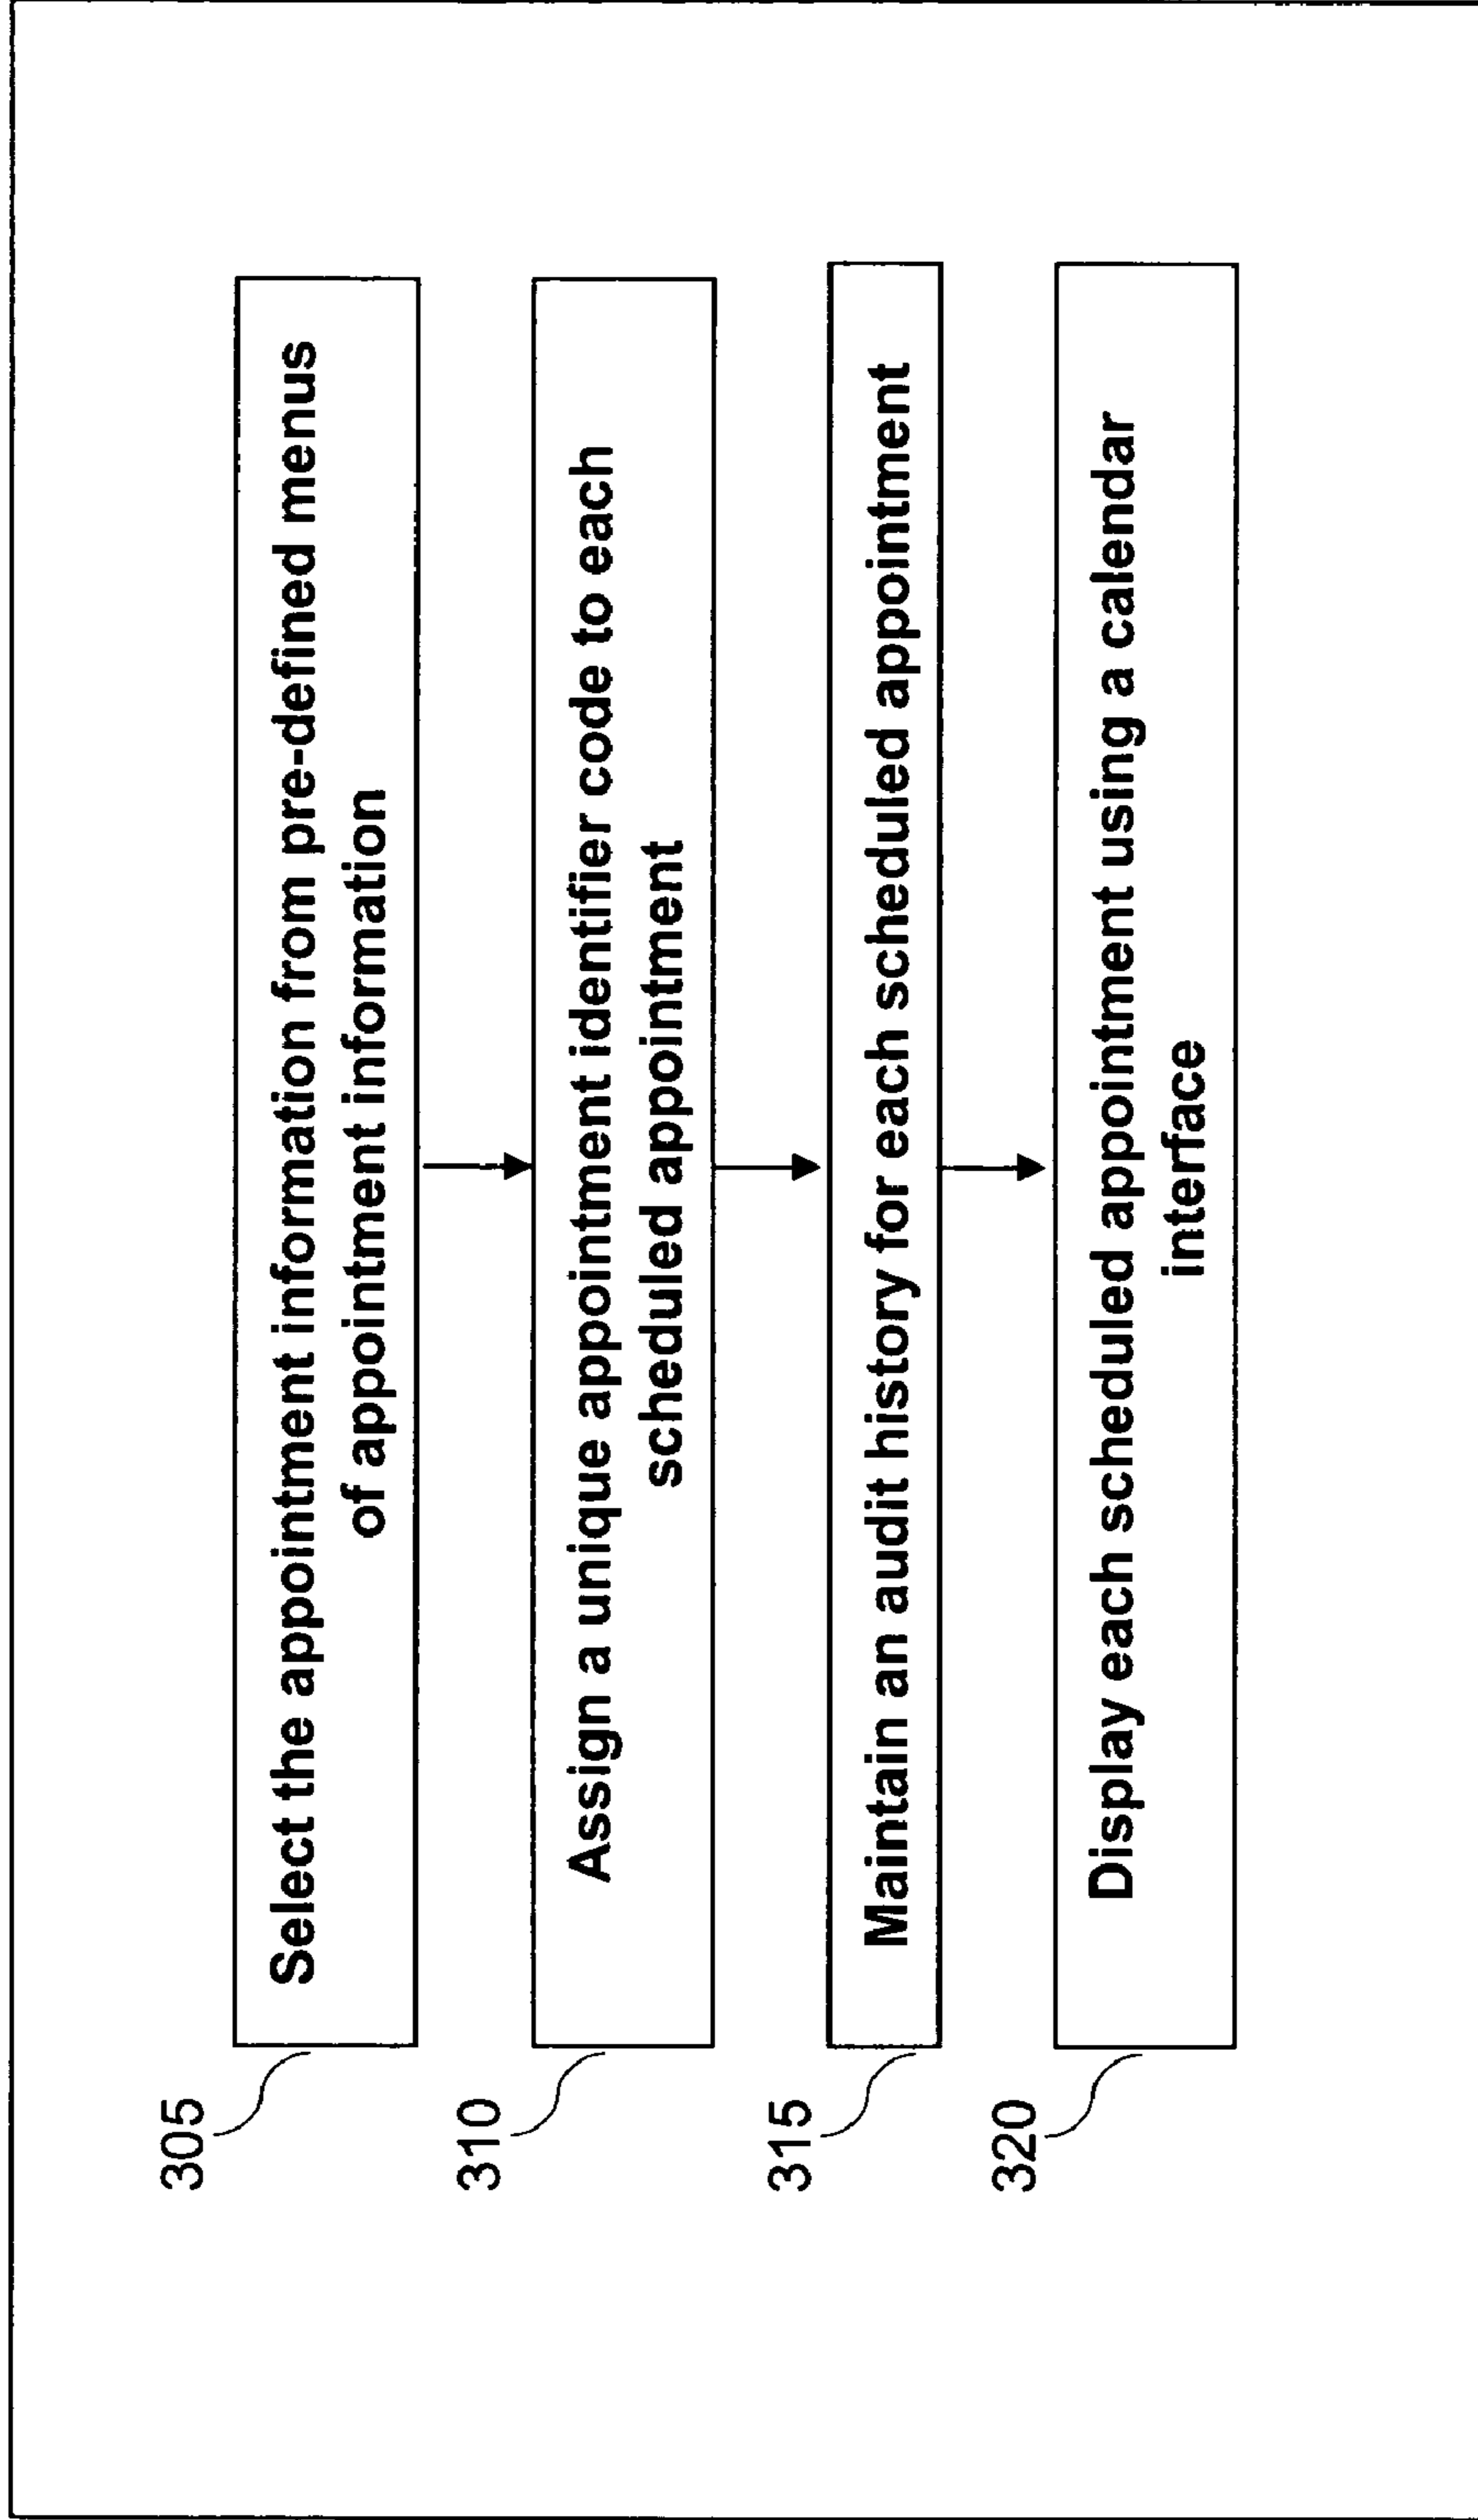 305
Select the appointment information from pre-defined menus
of appointment information
310
Assign a unique appointment identifier code to each
scheduled appointment
315
Maintain an audit history for each scheduled appointment
320
Display each scheduled appointment using a calendar
interface